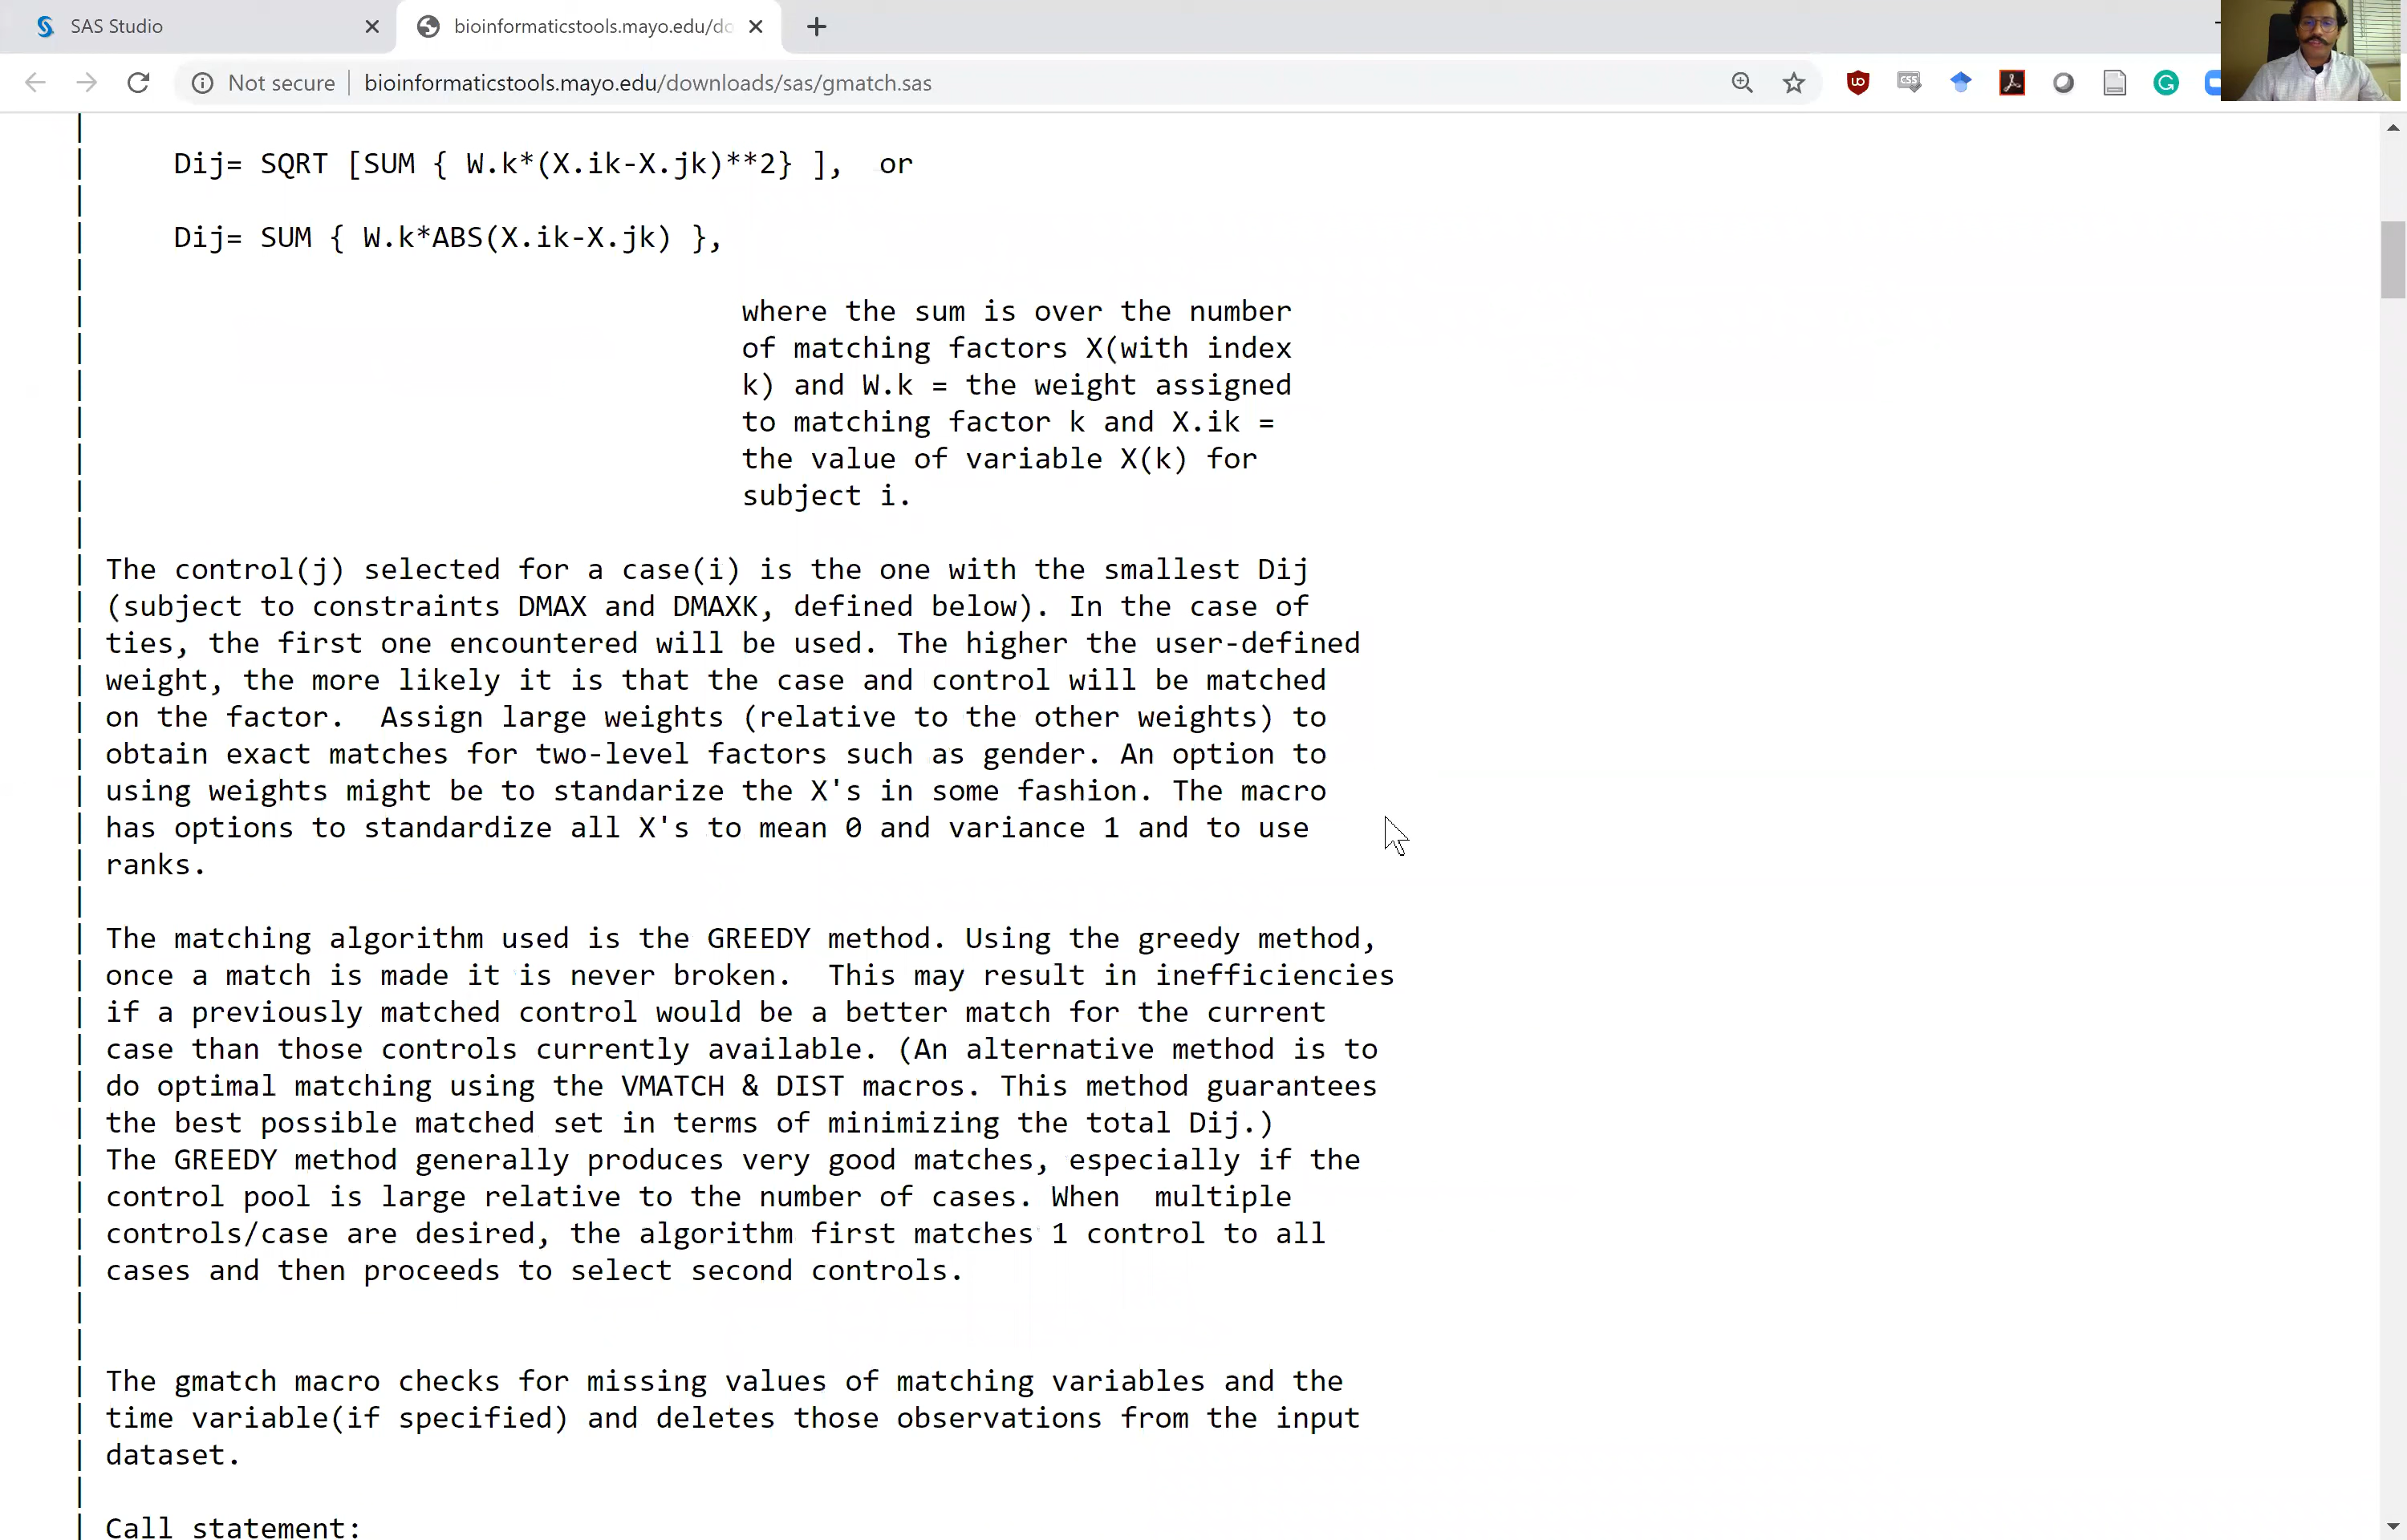 SAS Studio
bioinformaticstools.mayo.edu/do
Not secure
bioinformaticstools.mayo.edu/downloads/sas/gmatch.sas
Dij= SQRT [SUM { W.k*(X.ik-X.jk)**2} ], or
Dij= SUM { W.k*ABS(X.ik-X.jk) },
where the sum is over the number
of matching factors X(with index
k) and W.k = the weight assigned
to matching factor k and X.ik =
the value of variable X(k) for
subject i.
The control(j) selected for a case(i) is the one with the smallest Dij
(subject to constraints DMAX and DMAXK, defined below). In the case of
ties, the first one encountered will be used. The higher the user-defined
weight, the more likely it is that the case and control will be matched
on the factor.  Assign large weights (relative to the other weights) to
obtain exact matches for two-level factors such as gender. An option to
using weights might be to standarize the X's in some fashion. The macro
has options to standardize all X's to mean 0 and variance 1 and to use
ranks.
The matching algorithm used is the GREEDY method. Using the greedy method,
once a match is made it is never broken.  This may result in inefficiencies
if a previously matched control would be a better match for the current
case than those controls currently available. (An alternative method is to
do optimal matching using the VMATCH & DIST macros. This method guarantees
the best possible matched set in terms of minimizing the total Dij.)
The GREEDY method generally produces very good matches, especially if the
control pool is large relative to the number of cases. When  multiple
controls/case are desired, the algorithm first matches 1 control to all
cases and then proceeds to select second controls.
The gmatch macro checks for missing values of matching variables and the
time variable(if specified) and deletes those observations from the input
dataset.
Call statement: